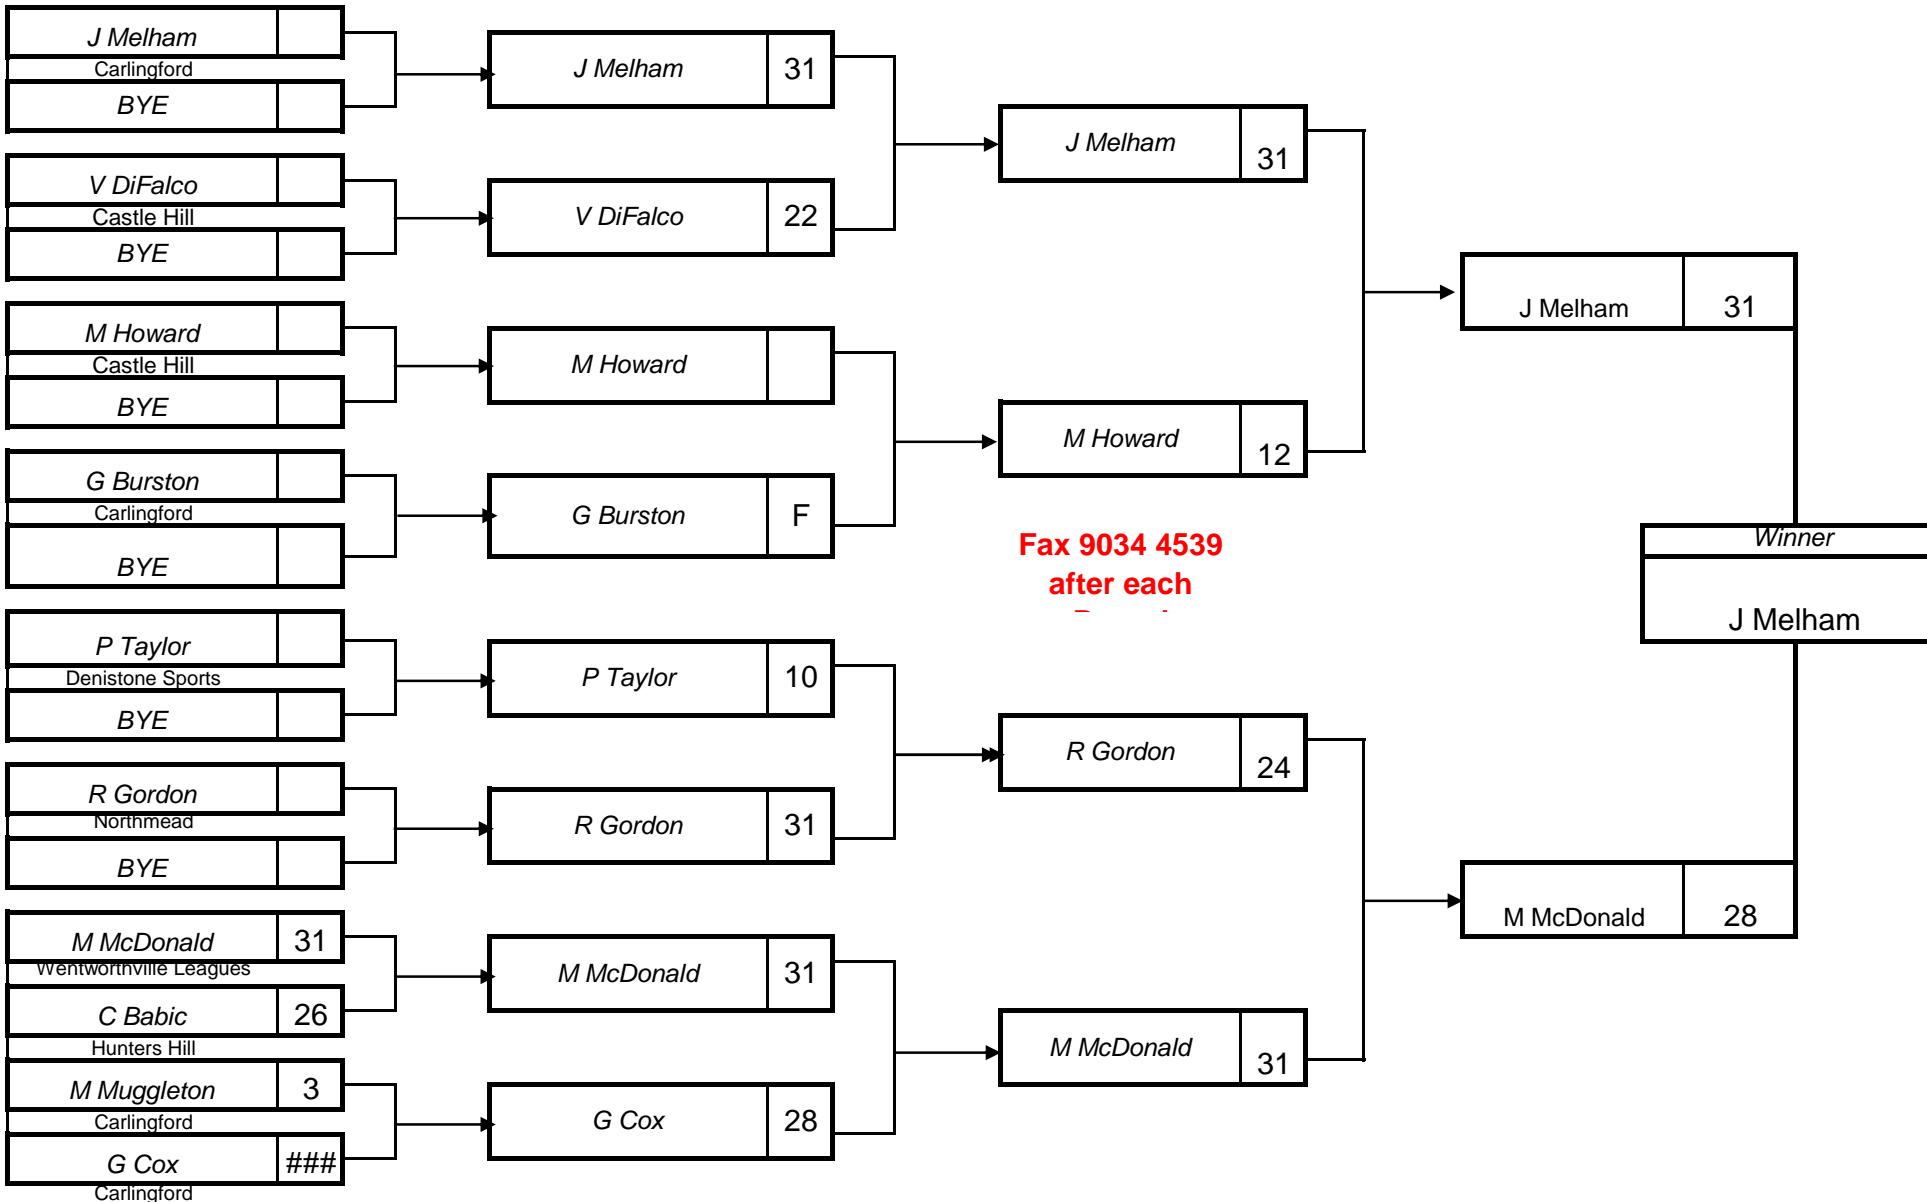 J Melham
Carlingford
BYE
V DiFalco
Castle Hill
BYE
M Howard
Castle Hill
BYE
G Burston
Carlingford
BYE
P Taylor
Denistone Sports
BYE
R Gordon
Northmead
BYE
M McDonald 31
Wentworthville Leagues
C Babic 26
Hunters Hill
M Muggleton 3
Carlingford
G Cox ###
Carlingford
J Melham 31
V DiFalco 22
M Howard
G Burston F
P Taylor 10
R Gordon 31
M McDonald 31
G Cox 28
J Melham 31
M Howard 12
Fax 9034 4539
after each
R Gordon 24
M McDonald 31
J Melham 31
M McDonald 28
Winner
J Melham